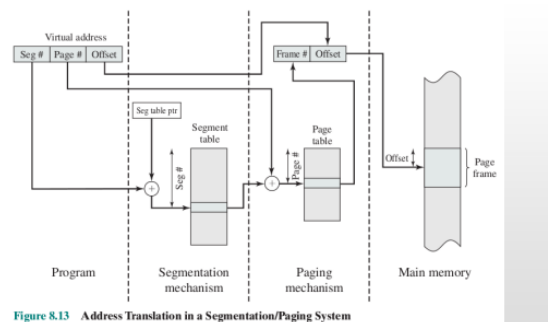 Virtual address
Seg # Page # Offset
Frame # Offset
Seg table ptr
Segment
table
Page
table
Seg #
Page #
Offset
Page
frame
Program
Segmentation
mechanism
Paging
mechanism
Main memory
Figure 8.13 Address Translation in a Segmentation/Paging System